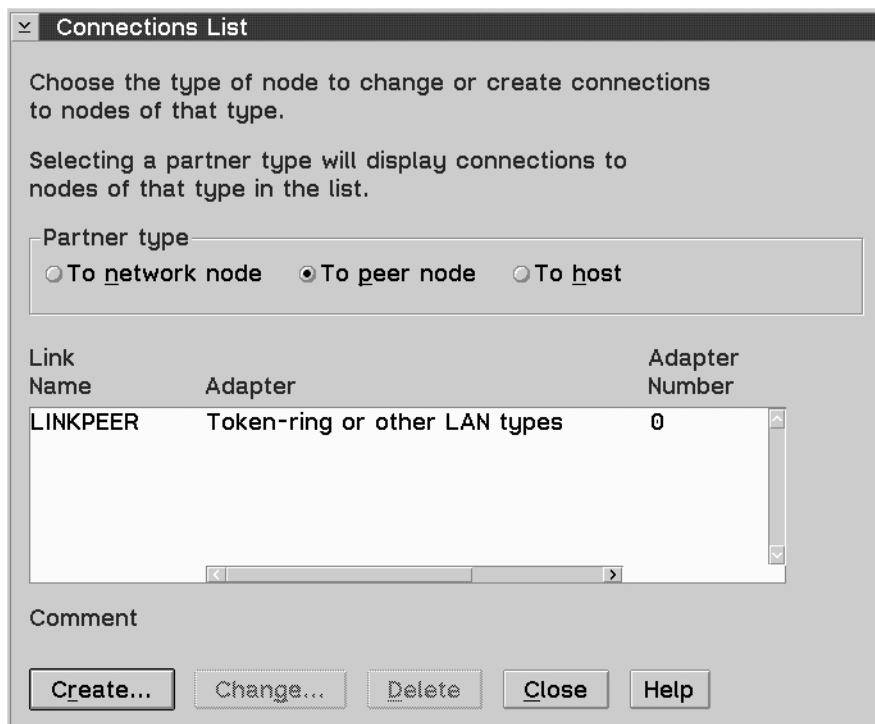 Connections List
Choose the type of node to change or create connections
to nodes of that type.
Selecting a partner type will display connections to
nodes of that type in the list.
Partner type
To network node To peer node To host
Link Name Adapter Adapter Number
LINKPEER Token-ring or other LAN types 0
Comment
Create... Change... Delete Close Help